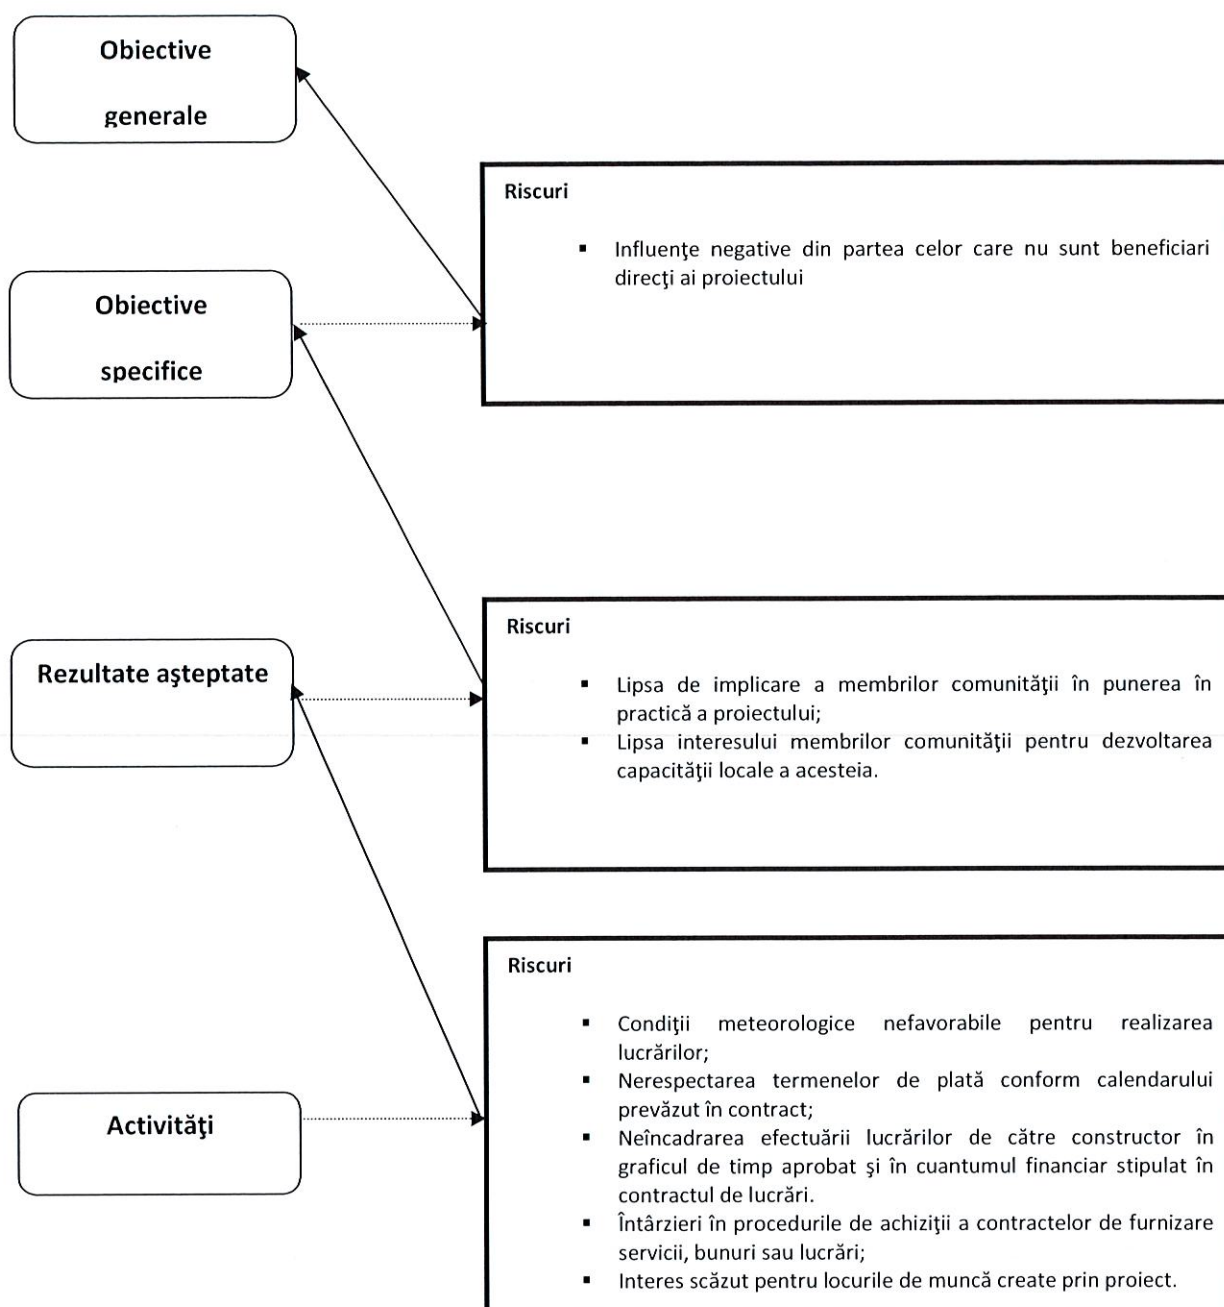 Obiective
generale
Riscuri
▪ Influenţe negative din partea celor care nu sunt beneficiari
direcţi ai proiectului
Obiective
specifice
Riscuri
▪ Lipsa de implicare a membrilor comunităţii în punerea în
practică a proiectului;
▪ Lipsa interesului membrilor comunităţii pentru dezvoltarea
capacităţii locale a acesteia.
Rezultate aşteptate
Riscuri
▪ Condiţii meteorologice nefavorabile pentru realizarea
lucrărilor;
▪ Nerespectarea termenelor de plată conform calendarului
prevăzut în contract;
▪ Neîncadrarea efectuării lucrărilor de către constructor în
graficul de timp aprobat şi în cuantumul financiar stipulat în
contractul de lucrări.
▪ Întârzieri în procedurile de achiziţii a contractelor de furnizare
servicii, bunuri sau lucrări;
▪ Interes scăzut pentru locurile de muncă create prin proiect.
Activităţi